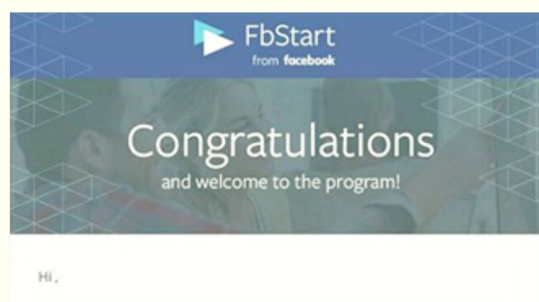 FbStart
from facebook
Congratulations
and welcome to the program!
Hi,